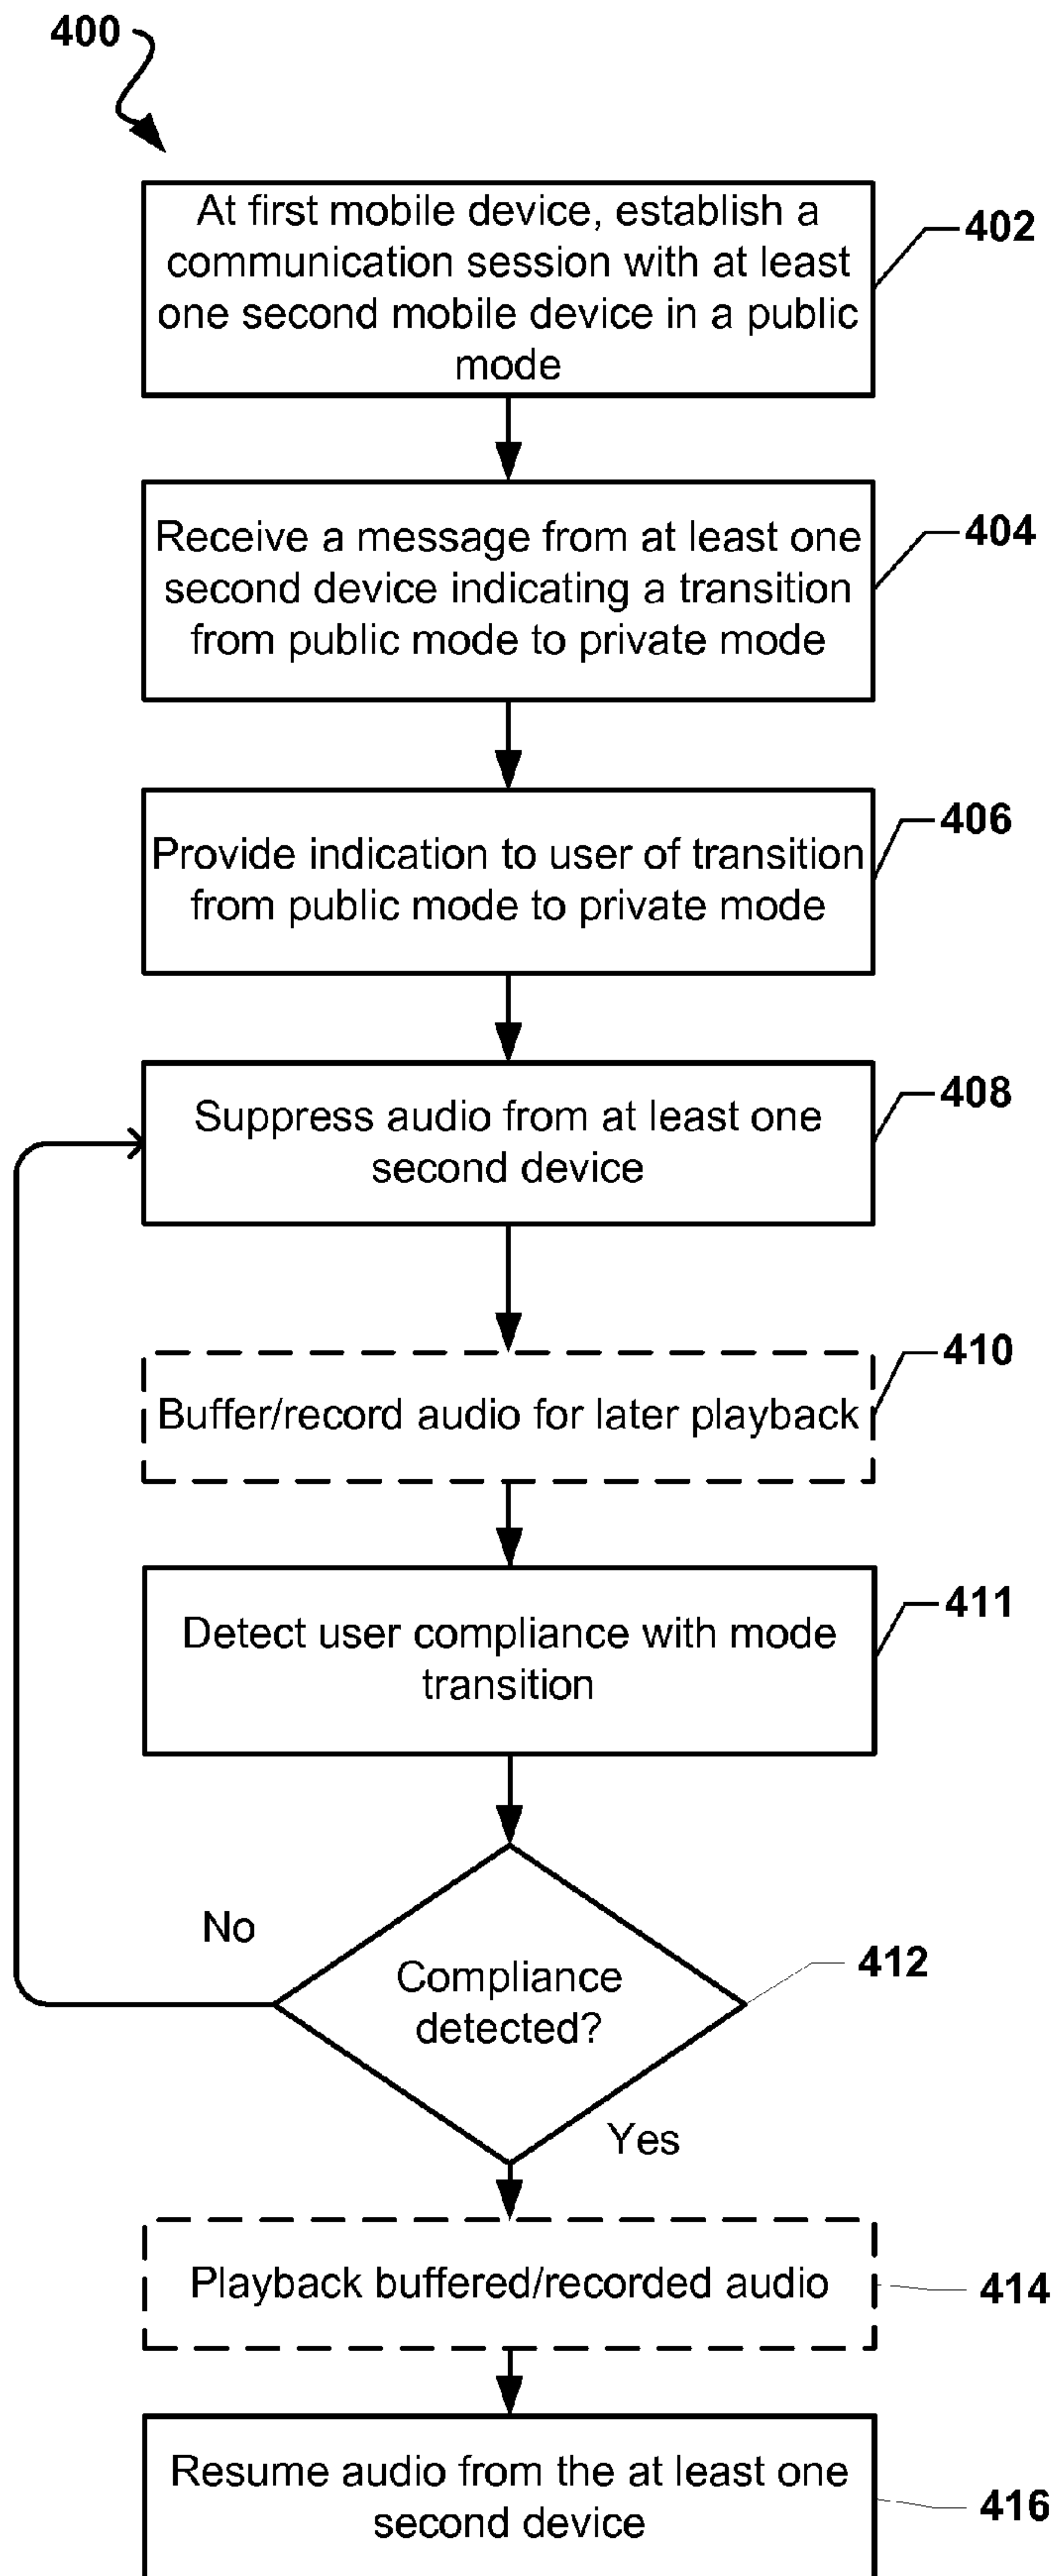 400
At first mobile device, establish a
communication session with at least
one second mobile device in a public
mode
402
Receive a message from at least one
second device indicating a transition
from public mode to private mode
404
Provide indication to user of transition
from public mode to private mode
406
Suppress audio from at least one
second device
408
Buffer/record audio for later playback
410
Detect user compliance with mode
transition
411
No
Compliance
detected?
412
Yes
Playback buffered/recorded audio
414
Resume audio from the at least one
second device
416